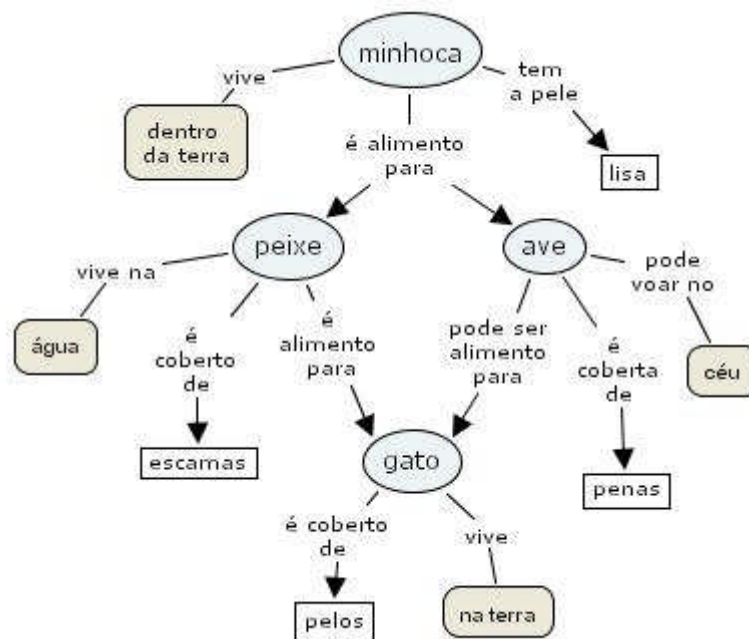 minhoca
vive
tem
a pele
dentro
da terra
é alimento
para
lisa
peixe
ave
vive na
pode
voar no
água
é
coberto
de
é
alimento
para
pode ser
alimento
para
é
coberta
de
céu
escamas
gato
penas
é coberto
de
vive
pelos
na terra